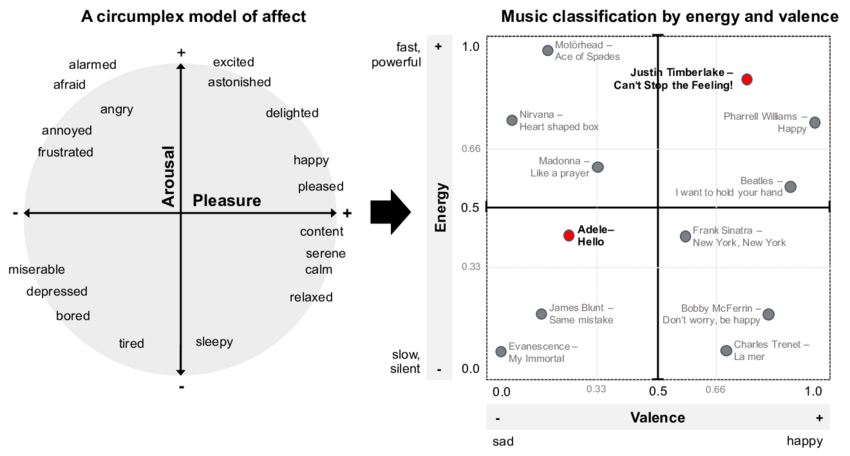 A circumplex model of affect
+
alarmed
excited
afraid
astonished
angry
delighted
annoyed
frustrated
happy
pleased
Arousal
Pleasure
-
+
content
serene
calm
miserable
depressed
relaxed
bored
tired
sleepy
-
Music classification by energy and valence
fast,
powerful
+
1.0
Motörhead –
Ace of Spades
Justin Timberlake –
Can't Stop the Feeling!
Nirvana –
Heart shaped box
Pharrell Williams –
Happy
0.66
Madonna –
Like a prayer
Beatles –
I want to hold your hand
Energy
0.5
Adele–
Hello
Frank Sinatra –
New York, New York
0.33
James Blunt –
Same mistake
Bobby McFerrin –
Don't worry, be happy
Evanescence –
My Immortal
Charles Trenet –
La mer
slow,
silent
-
0.0
0.0
0.33
0.5
0.66
1.0
-
Valence
+
sad
happy